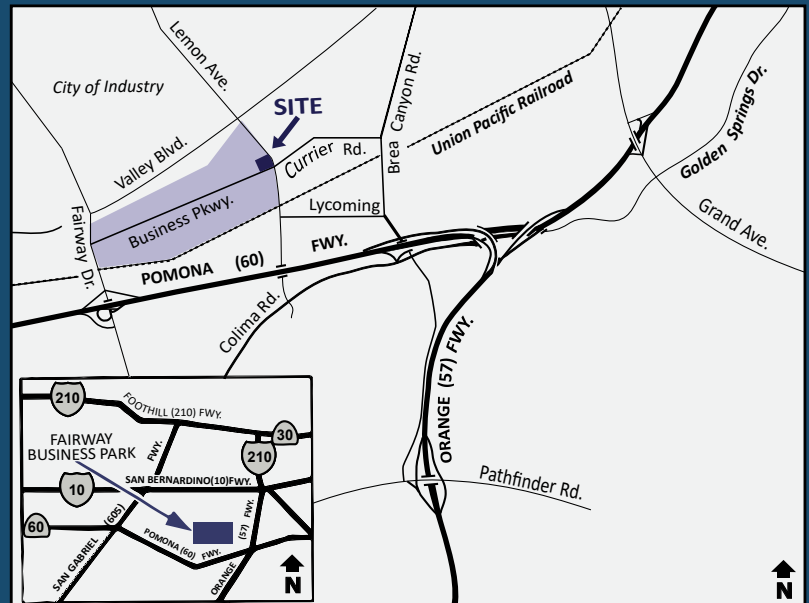 Lemon Ave.
City of Industry
SITE
Valley Blvd.
Currier Rd.
Brea Canyon Rd.
Union Pacific Railroad
Golden Springs Dr.
Fairway Dr.
Business Pkwy.
Lycoming
Grand Ave.
POMONA (60) FWY.
Colima Rd.
ORANGE (57) FWY.
Pathfinder Rd.
N
210
FOOTHILL (210) FWY.
30
210
FAIRWAY
BUSINESS PARK
FWY.
SAN BERNARDINO(10)FWY.
10
60
SAN GABRIEL (605)
POMONA (60) FWY.
ORANGE (57) FWY.
N